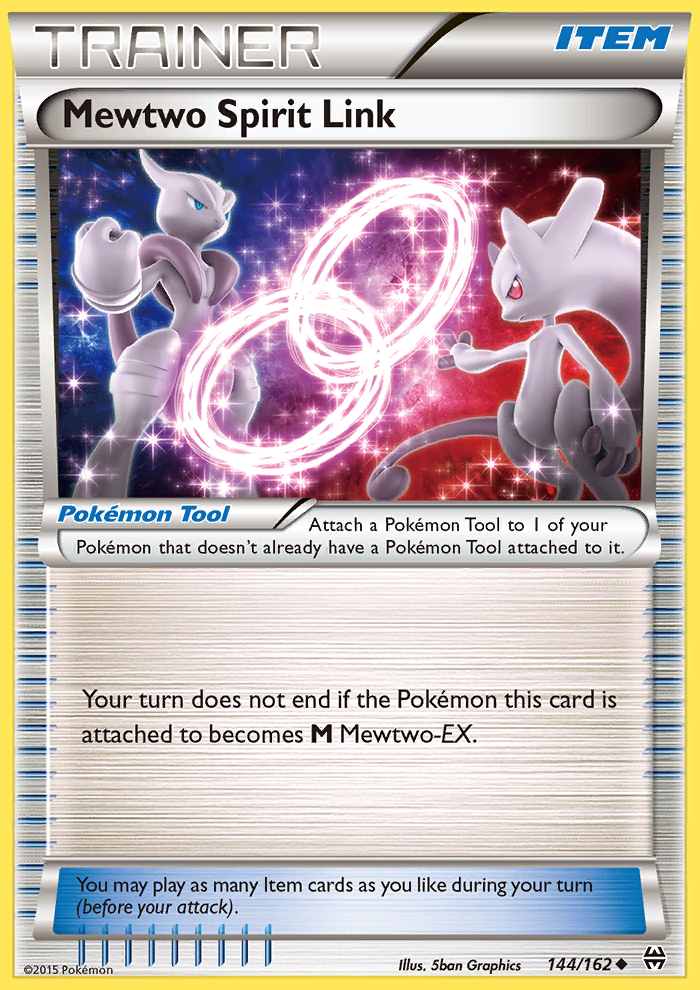 TRAINER
ITEM
Mewtwo Spirit Link
Pokémon Tool
Attach a Pokémon Tool to 1 of your
Pokémon that doesn't already have a Pokémon Tool attached to it.
Your turn does not end if the Pokémon this card is
attached to becomes M Mewtwo-EX.
You may play as many Item cards as you like during your turn
(before your attack).
©2015 Pokémon
Illus. 5ban Graphics
144/162 ◆